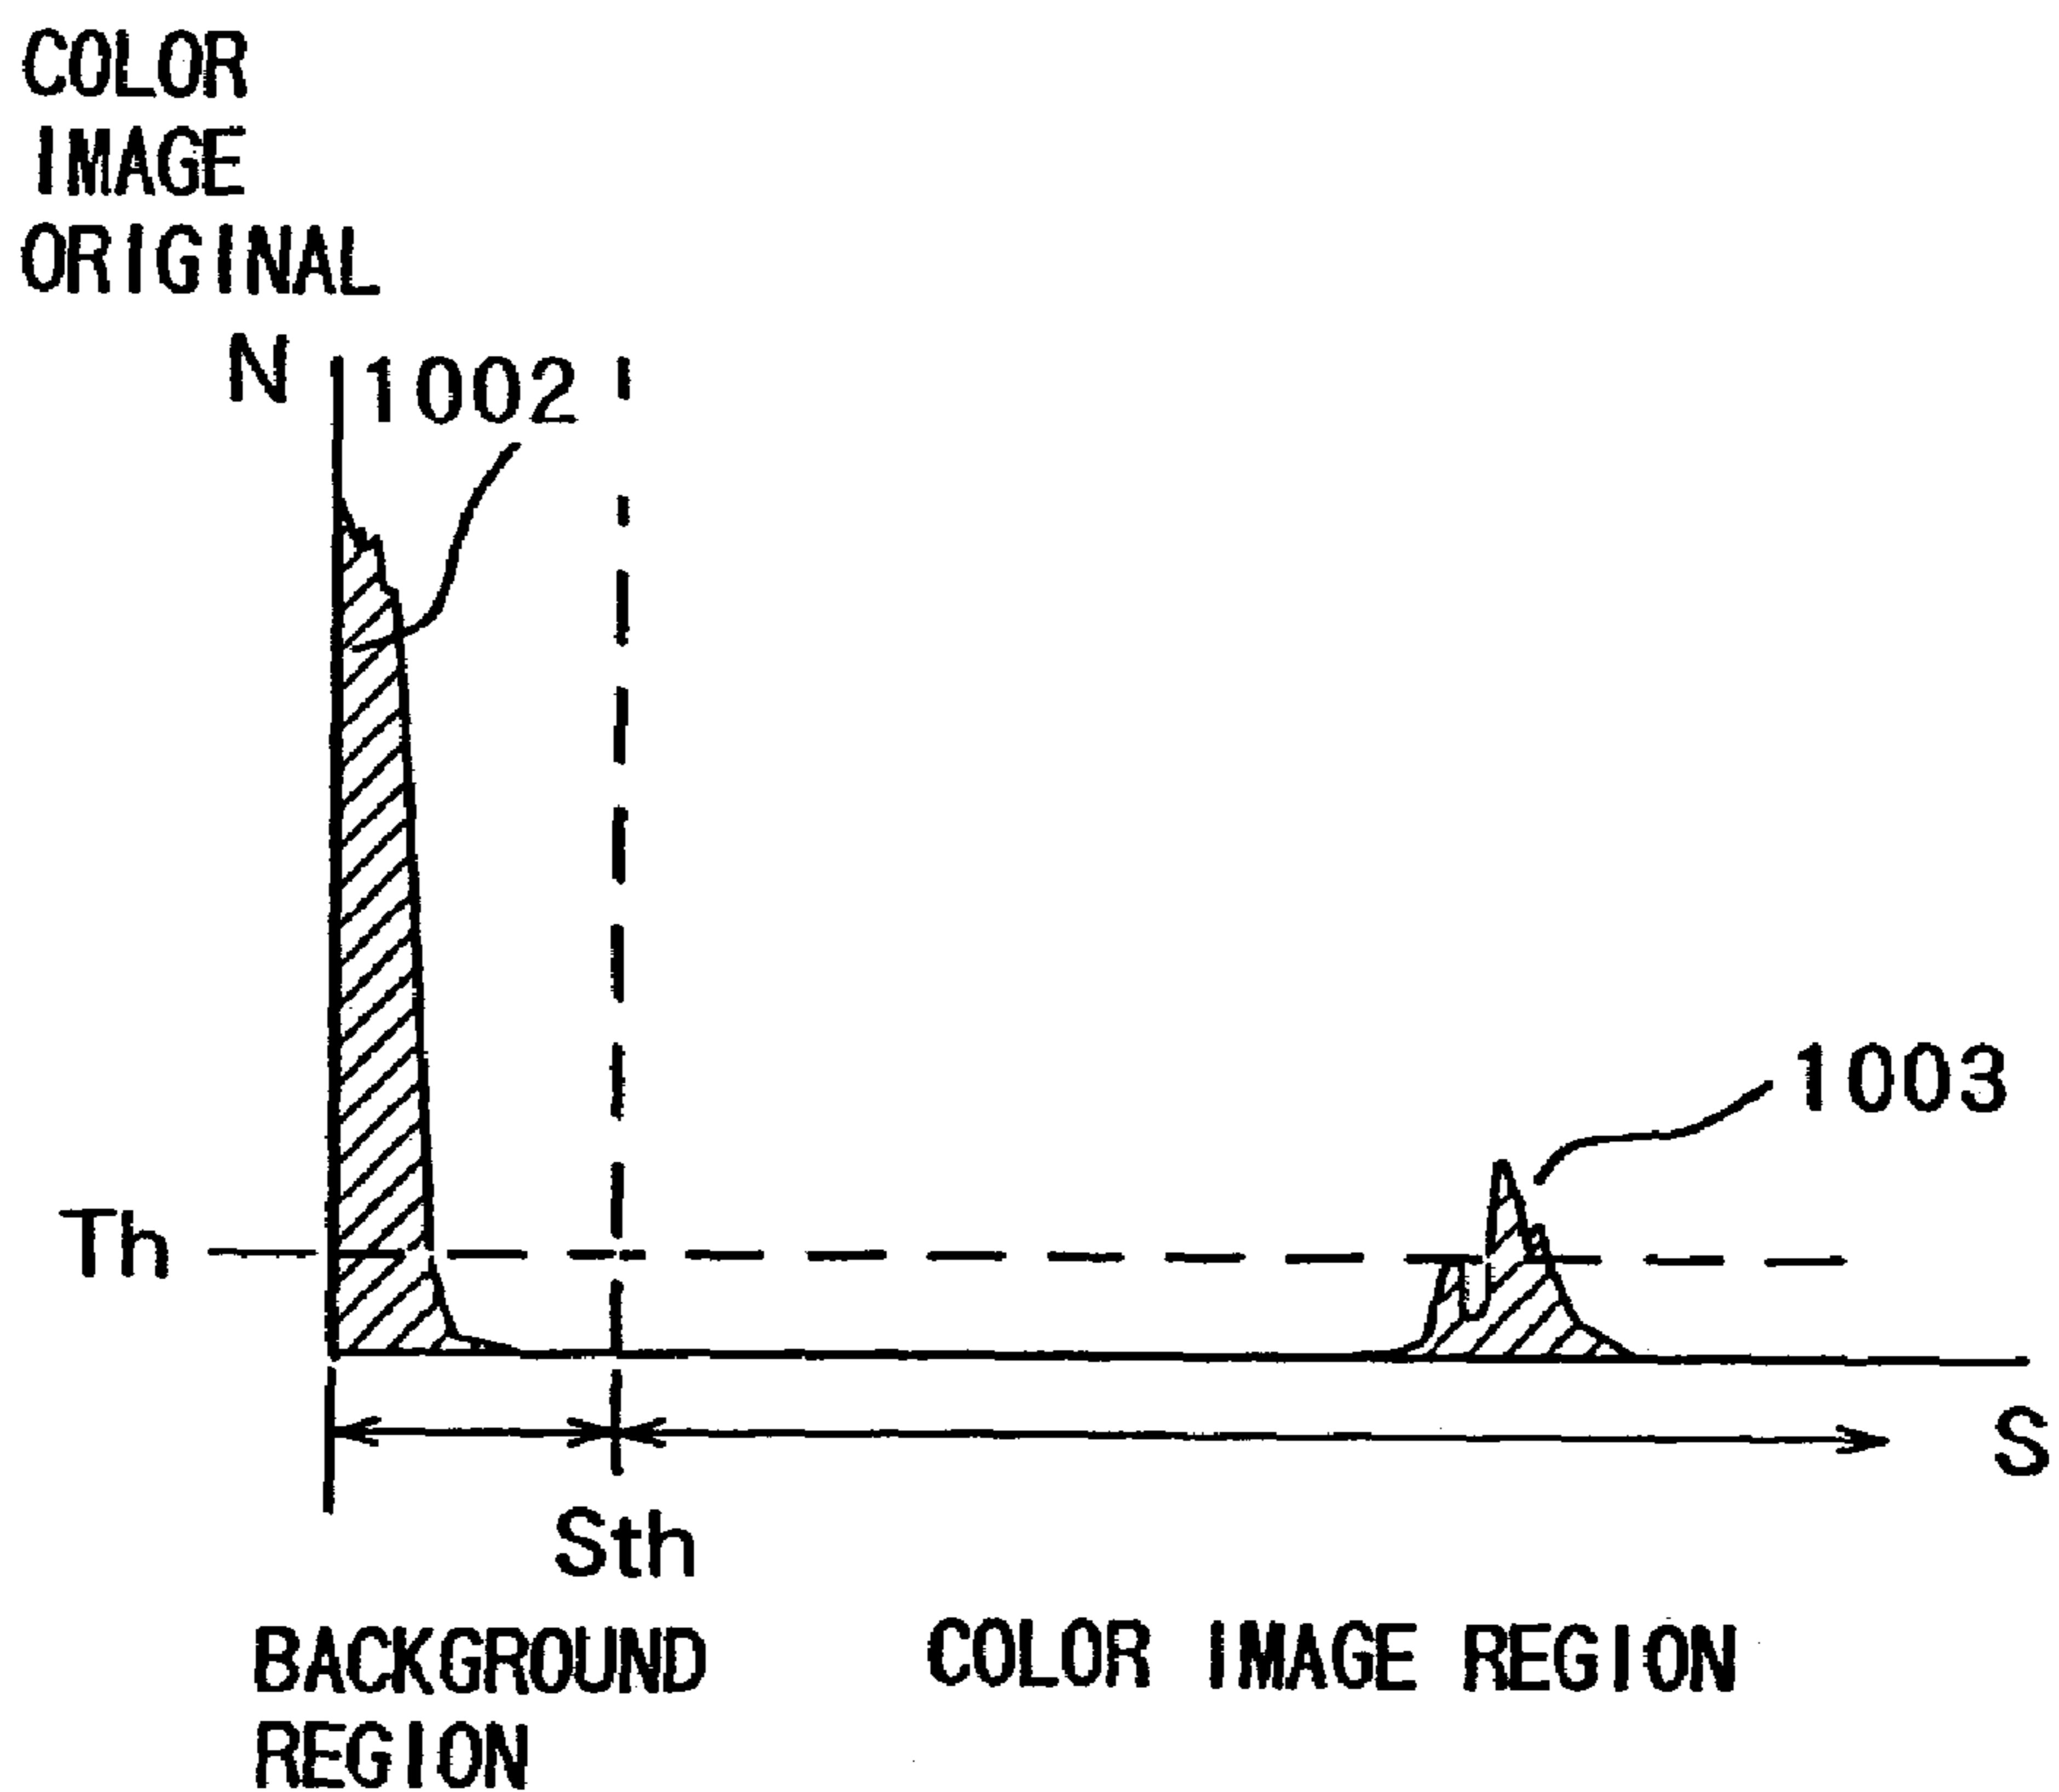 COLOR
IMAGE
ORIGINAL
N
1002
1003
Th
S
Sth
BACKGROUND
REGION
COLOR IMAGE REGION